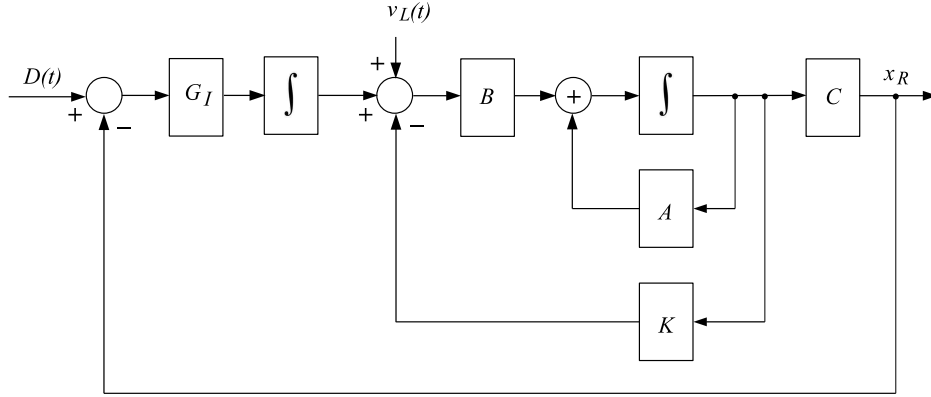 v_L(t)
D(t)
+
−
G_I
∫
+
+
−
B
+
∫
C
x_R
A
K